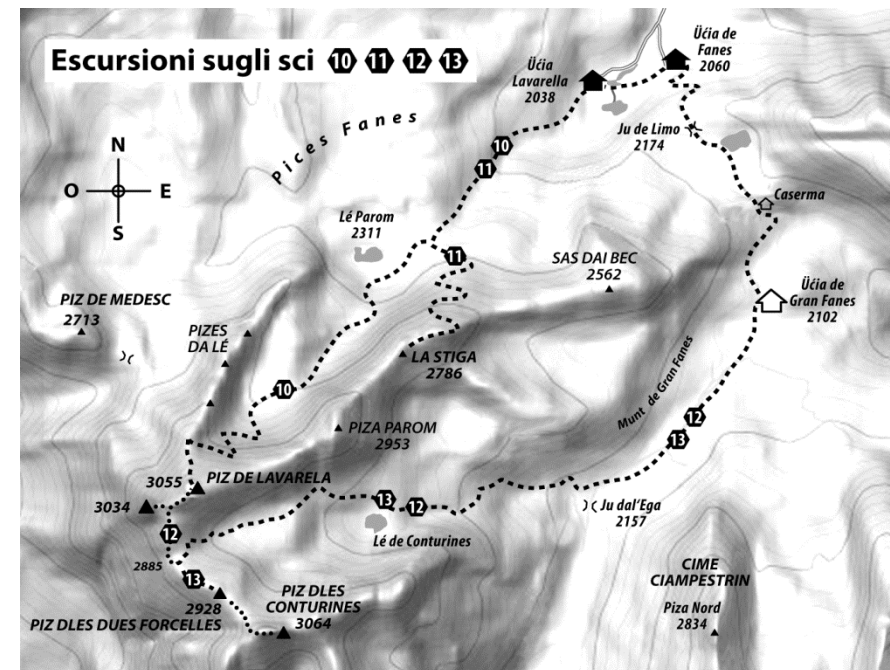 Escursioni sugli sci 10 11 12 13
Üćia de
Fanes
2060
Üćia
Lavarella
2038
Pices Fanes
N
O E
S
10
11
Ju de Limo
2174
Caserma
Lé Parom
2311
11
SAS DAI BEC
2562
Üćia de
Gran Fanes
2102
PIZ DE MEDESC
2713
PIZES
DA LÉ
LA STIGA
2786
10
Munt de Gran Fanes
PIZA PAROM
2953
12
13
3055
PIZ DE LAVARELA
3034
13
12
Ju dal'Ega
2157
Lé de Conturines
12
2885
13
2928
PIZ DLES
CONTURINES
3064
PIZ DLES DUES FORCELLES
CIME
CIAMPESTRIN
Piza Nord
2834